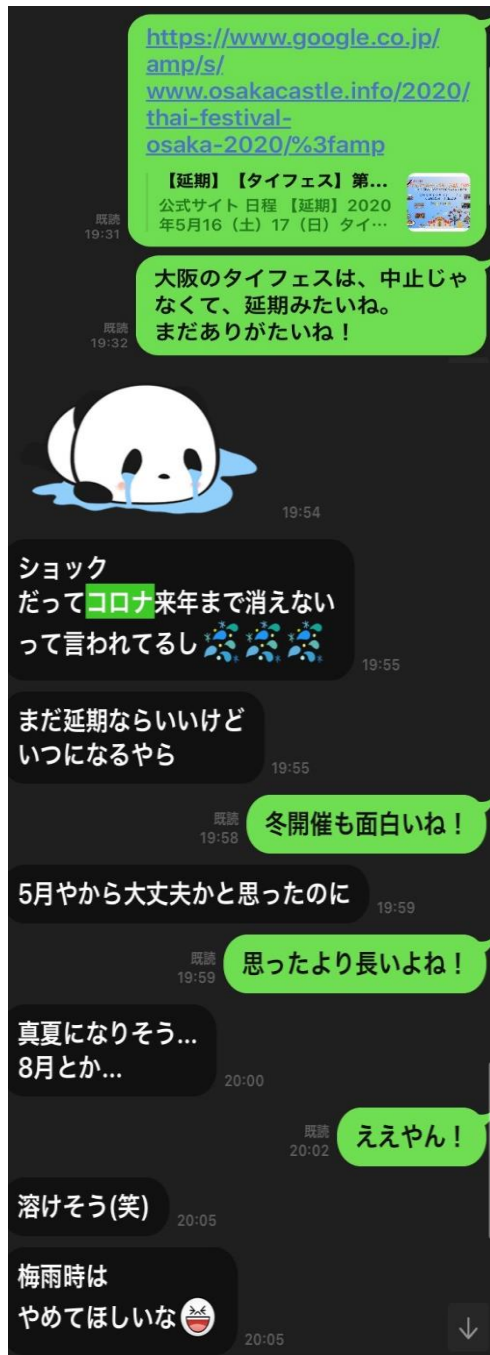 https://www.google.co.jp/
amp/s/
www.osakacastle.info/2020/
thai-festival-
osaka-2020/%3famp
【延期】【タイフェス】第...
公式サイト 日程 【延期】2020
年5月16（土）17（日）タイ…
既読
19:31
大阪のタイフェスは、中止じゃ
なくて、延期みたいね。
まだありがたいね！
既読
19:32
19:54
ショック
だってコロナ来年まで消えない
って言われてるし
19:55
まだ延期ならいいけど
いつになるやら
19:55
既読
19:58
冬開催も面白いね！
5月やから大丈夫かと思ったのに
19:59
既読
19:59
思ったより長いよね！
真夏になりそう...
8月とか...
20:00
既読
20:02
ええやん！
溶けそう(笑)
20:05
梅雨時は
やめてほしいな
20:05